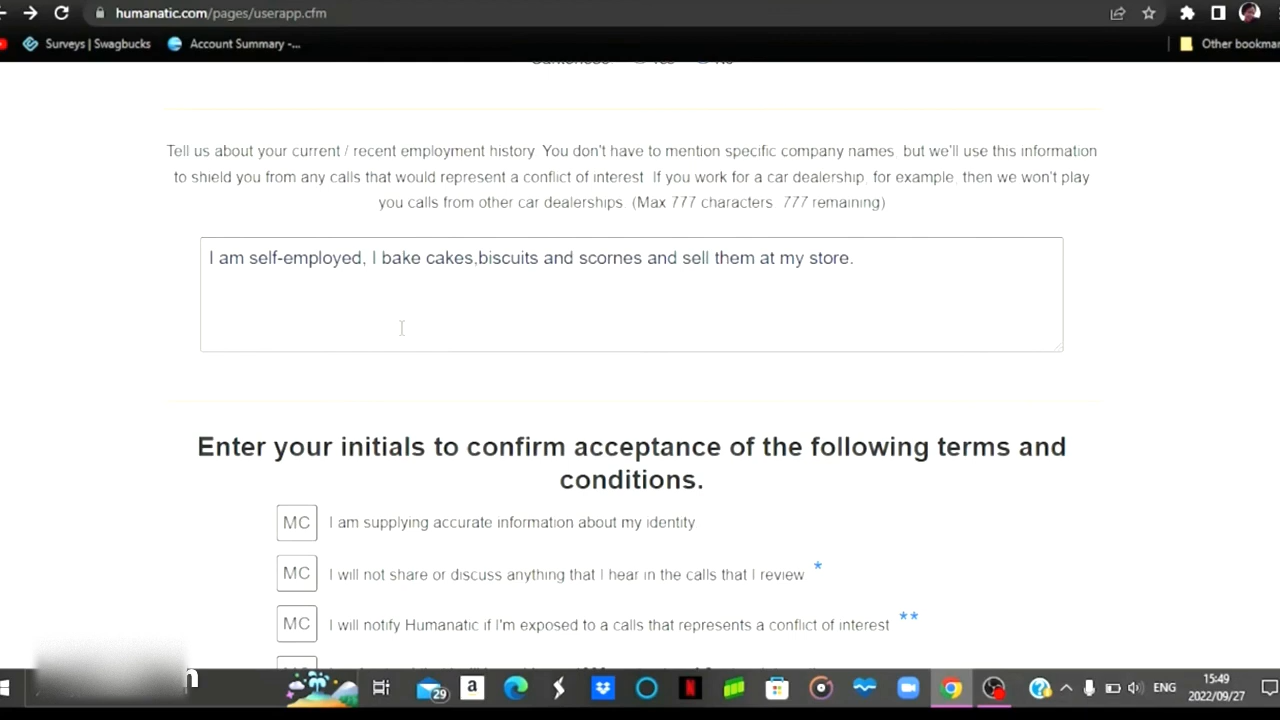 humanatic.com/pages/userapp.cfm
Surveys | Swagbucks
Account Summary -...
Other bookmar
Tell us about your current / recent employment history. You don't have to mention specific company names, but we'll use this information
to shield you from any calls that would represent a conflict of interest. If you work for a car dealership, for example, then we won't play
you calls from other car dealerships. (Max 777 characters 777 remaining)
I am self-employed, I bake cakes,biscuits and scornes and sell them at my store.
Enter your initials to confirm acceptance of the following terms and
conditions.
MC I am supplying accurate information about my identity
MC I will not share or discuss anything that I hear in the calls that I review *
MC I will notify Humanatic if I'm exposed to a calls that represents a conflict of interest **
n
29
a
N
ENG
15:49
2022/09/27